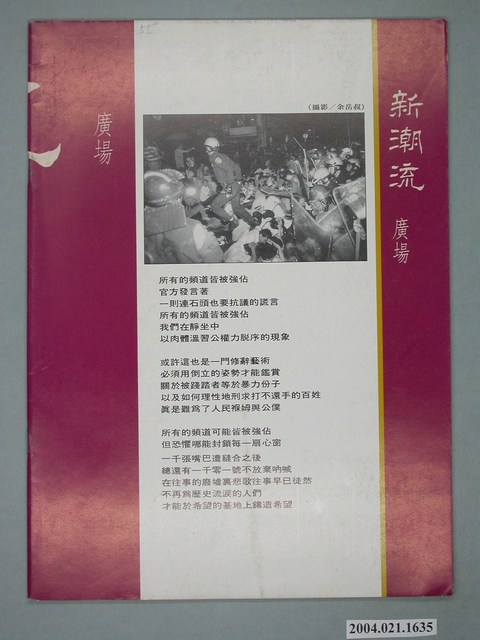 新潮流
廣場
廣場
(攝影／余岳叔)
所有的頻道皆被強佔
官方發言著
一則連石頭也要抗議的謊言
所有的頻道皆被強佔
我們在靜坐中
以肉體溫習公權力脫序的現象
或許這也是一門修辭藝術
必須用倒立的姿勢才能鑑賞
關於被踐踏者等於暴力份子
以及如何理性地刑求打不還手的百姓
真是難為了人民褓姆與公僕
所有的頻道可能皆被強佔
但恐懼哪能封鎖每一扇心窗
一千張嘴巴遭縫合之後
總還有一千零一號不放棄吶喊
在往事的廢墟裏悲歌往事早已徒然
不再為歷史流淚的人們
才能於希望的基地上鑄造希望
2004.021.1635